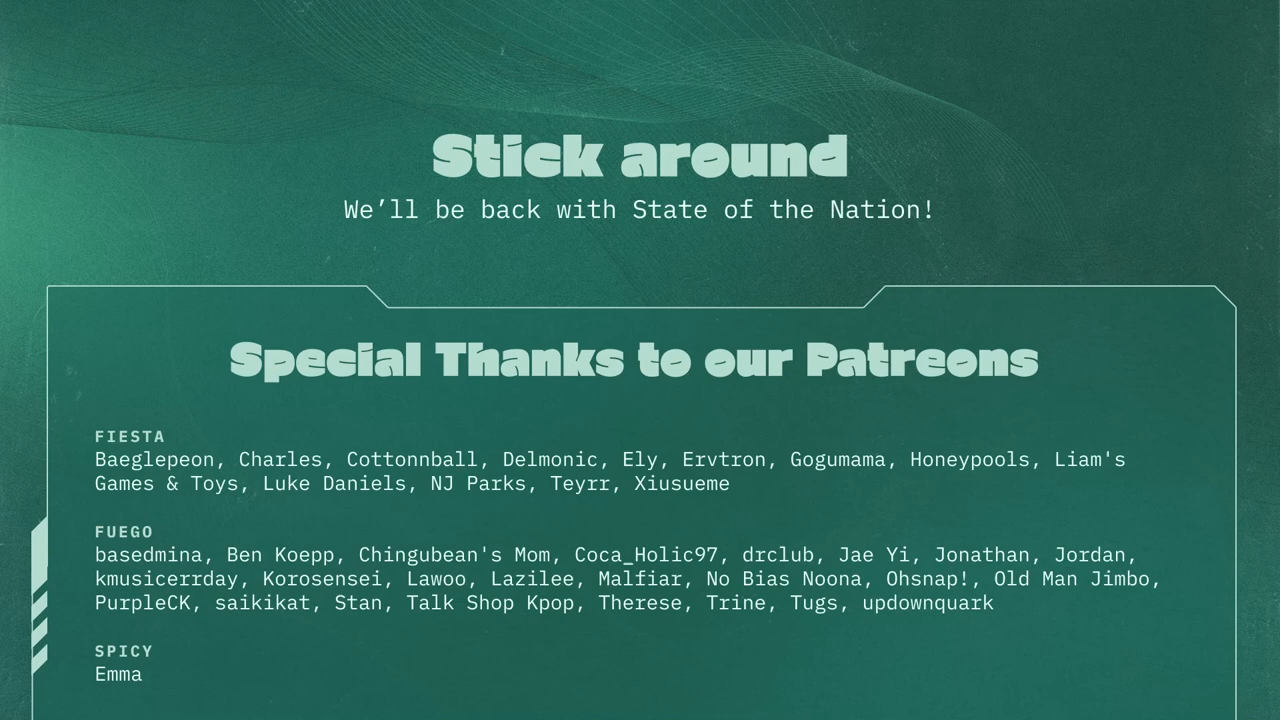 Stick around
We’ll be back with State of the Nation!
Special Thanks to our Patreons
FIESTA
Baeglepeon, Charles, Cottonnball, Delmonic, Ely, Ervtron, Gogumama, Honeypools, Liam's
Games & Toys, Luke Daniels, NJ Parks, Teyrr, Xiusueme
FUEGO
basedmina, Ben Koepp, Chingubean's Mom, Coca_Holic97, drclub, Jae Yi, Jonathan, Jordan,
kmusicerrday, Korosensei, Lawoo, Lazilee, Malfiar, No Bias Noona, Ohsnap!, Old Man Jimbo,
PurpleCK, saikikat, Stan, Talk Shop Kpop, Therese, Trine, Tugs, updownquark
SPICY
Emma